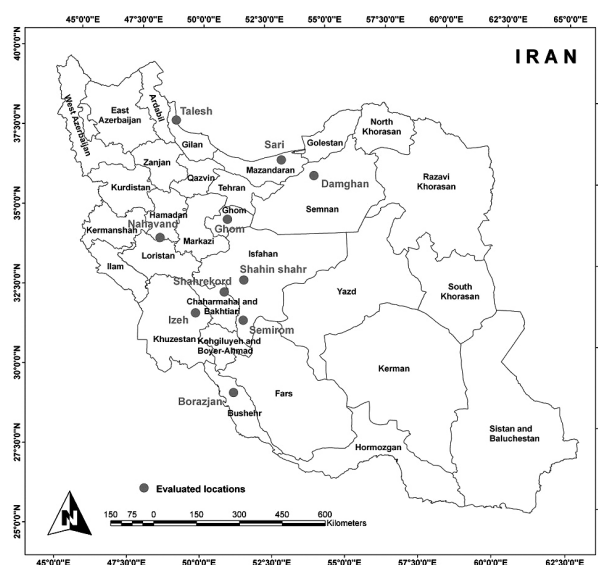 45°0'0"E 47°30'0"E 50°0'0"E 52°30'0"E 55°0'0"E 57°30'0"E 60°0'0"E 62°30'0"E 65°0'0"E
40°0'0"N
37°30'0"N
35°0'0"N
32°30'0"N
30°0'0"N
27°30'0"N
25°0'0"N
IRAN
West Azerbaijan
East
Azerbaijan
Ardabil
Talesh
Gilan
Zanjan
Sari
Mazandaran
Golestan
North
Khorasan
Razavi
Khorasan
Kurdistan
Qazvin
Tehran
Damghan
Semnan
Hamadan
Nahavand
Kermanshah
Markazi
Ghom
Ghom
Ilam
Loristan
Isfahan
Shahin shahr
Shahrekord
Chaharmahal and
Bakhtiari
Yazd
South
Khorasan
Izeh
Semirom
Khuzestan
Kohgiluyeh and
Boyer-Ahmad
Kerman
Borazjan
Bushehr
Fars
Hormozgan
Sistan and
Baluchestan
Evaluated locations
N
150 75 0 150 300 450 600
Kilometers
45°0'0"E 47°30'0"E 50°0'0"E 52°30'0"E 55°0'0"E 57°30'0"E 60°0'0"E 62°30'0"E